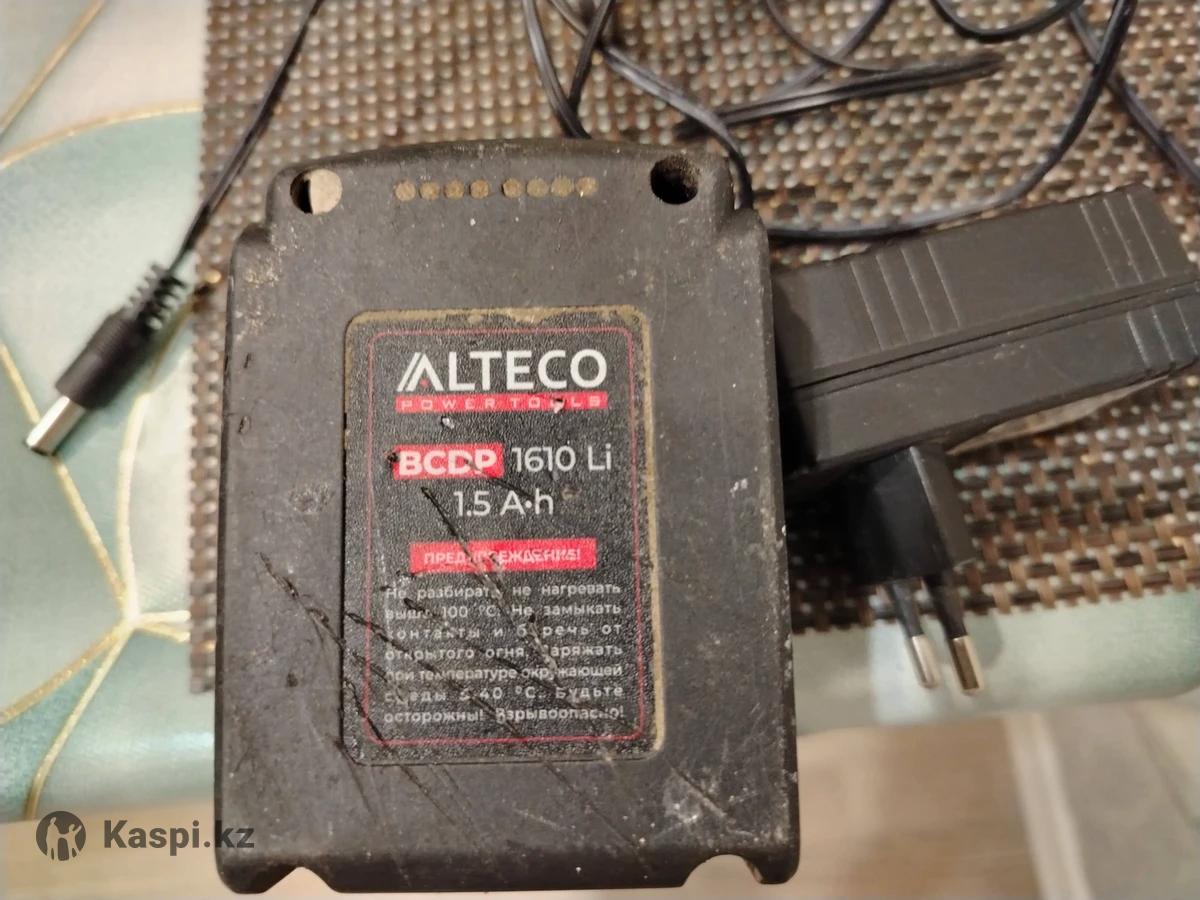 ALTECO
POWER TOOLS
BCDP 1610 Li
1.5 A·h
ПРЕДУПРЕЖДЕНИЕ!
Не разбирать, не нагревать
выше 100 °C. Не замыкать
контакты и беречь от
открытого огня. Заряжать
при температуре окружающей
среды ≤ 40 °C. Будьте
осторожны! Взрывоопасно!
Kaspi.kz